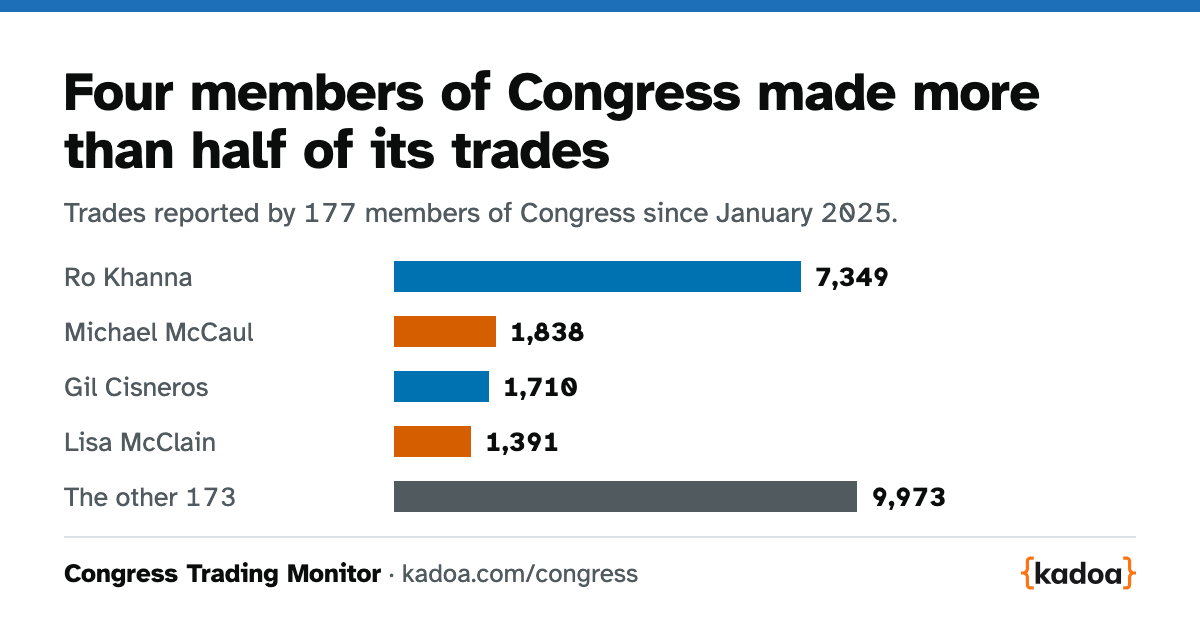 Four members of Congress made more
than half of its trades
Trades reported by 177 members of Congress since January 2025.
Ro Khanna 7,349
Michael McCaul 1,838
Gil Cisneros 1,710
Lisa McClain 1,391
The other 173 9,973
Congress Trading Monitor · kadoa.com/congress {kadoa}